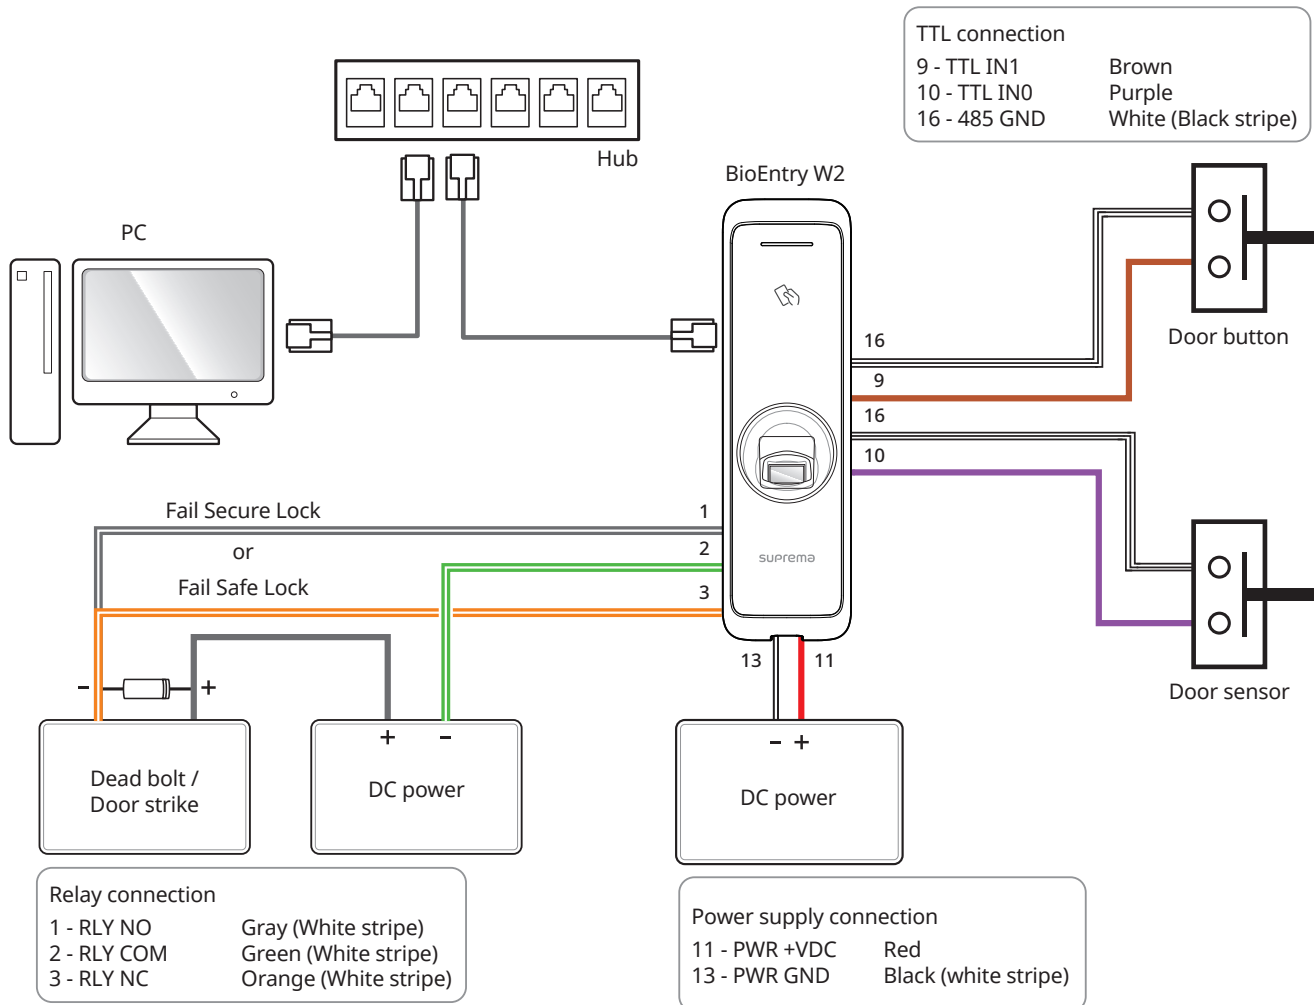 TTL connection
9 - TTL IN1 Brown
10 - TTL IN0 Purple
16 - 485 GND White (Black stripe)
Hub
BioEntry W2
PC
Door button
16
9
16
10
Fail Secure Lock
1
or
2
Fail Safe Lock
3
suprema
13
11
Door sensor
- +
+ -
- +
Dead bolt /
Door strike
DC power
DC power
Relay connection
1 - RLY NO Gray (White stripe)
2 - RLY COM Green (White stripe)
3 - RLY NC Orange (White stripe)
Power supply connection
11 - PWR +VDC Red
13 - PWR GND Black (white stripe)